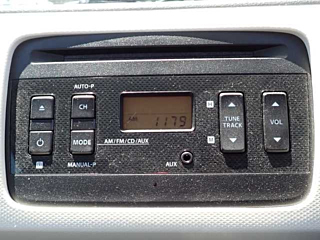 AUTO-P
CH
AM 1179
TUNE
TRACK
VOL
MODE
AM/FM/CD/AUX
MANUAL-P
AUX